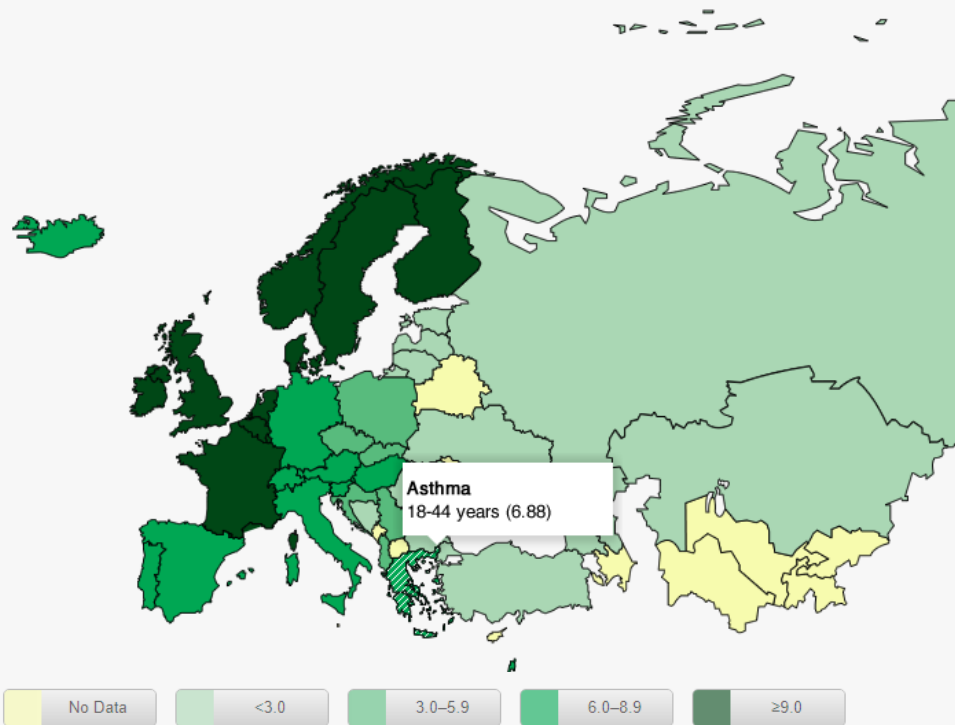 Asthma
18-44 years (6.88)
No Data
<3.0
3.0–5.9
6.0–8.9
≥9.0